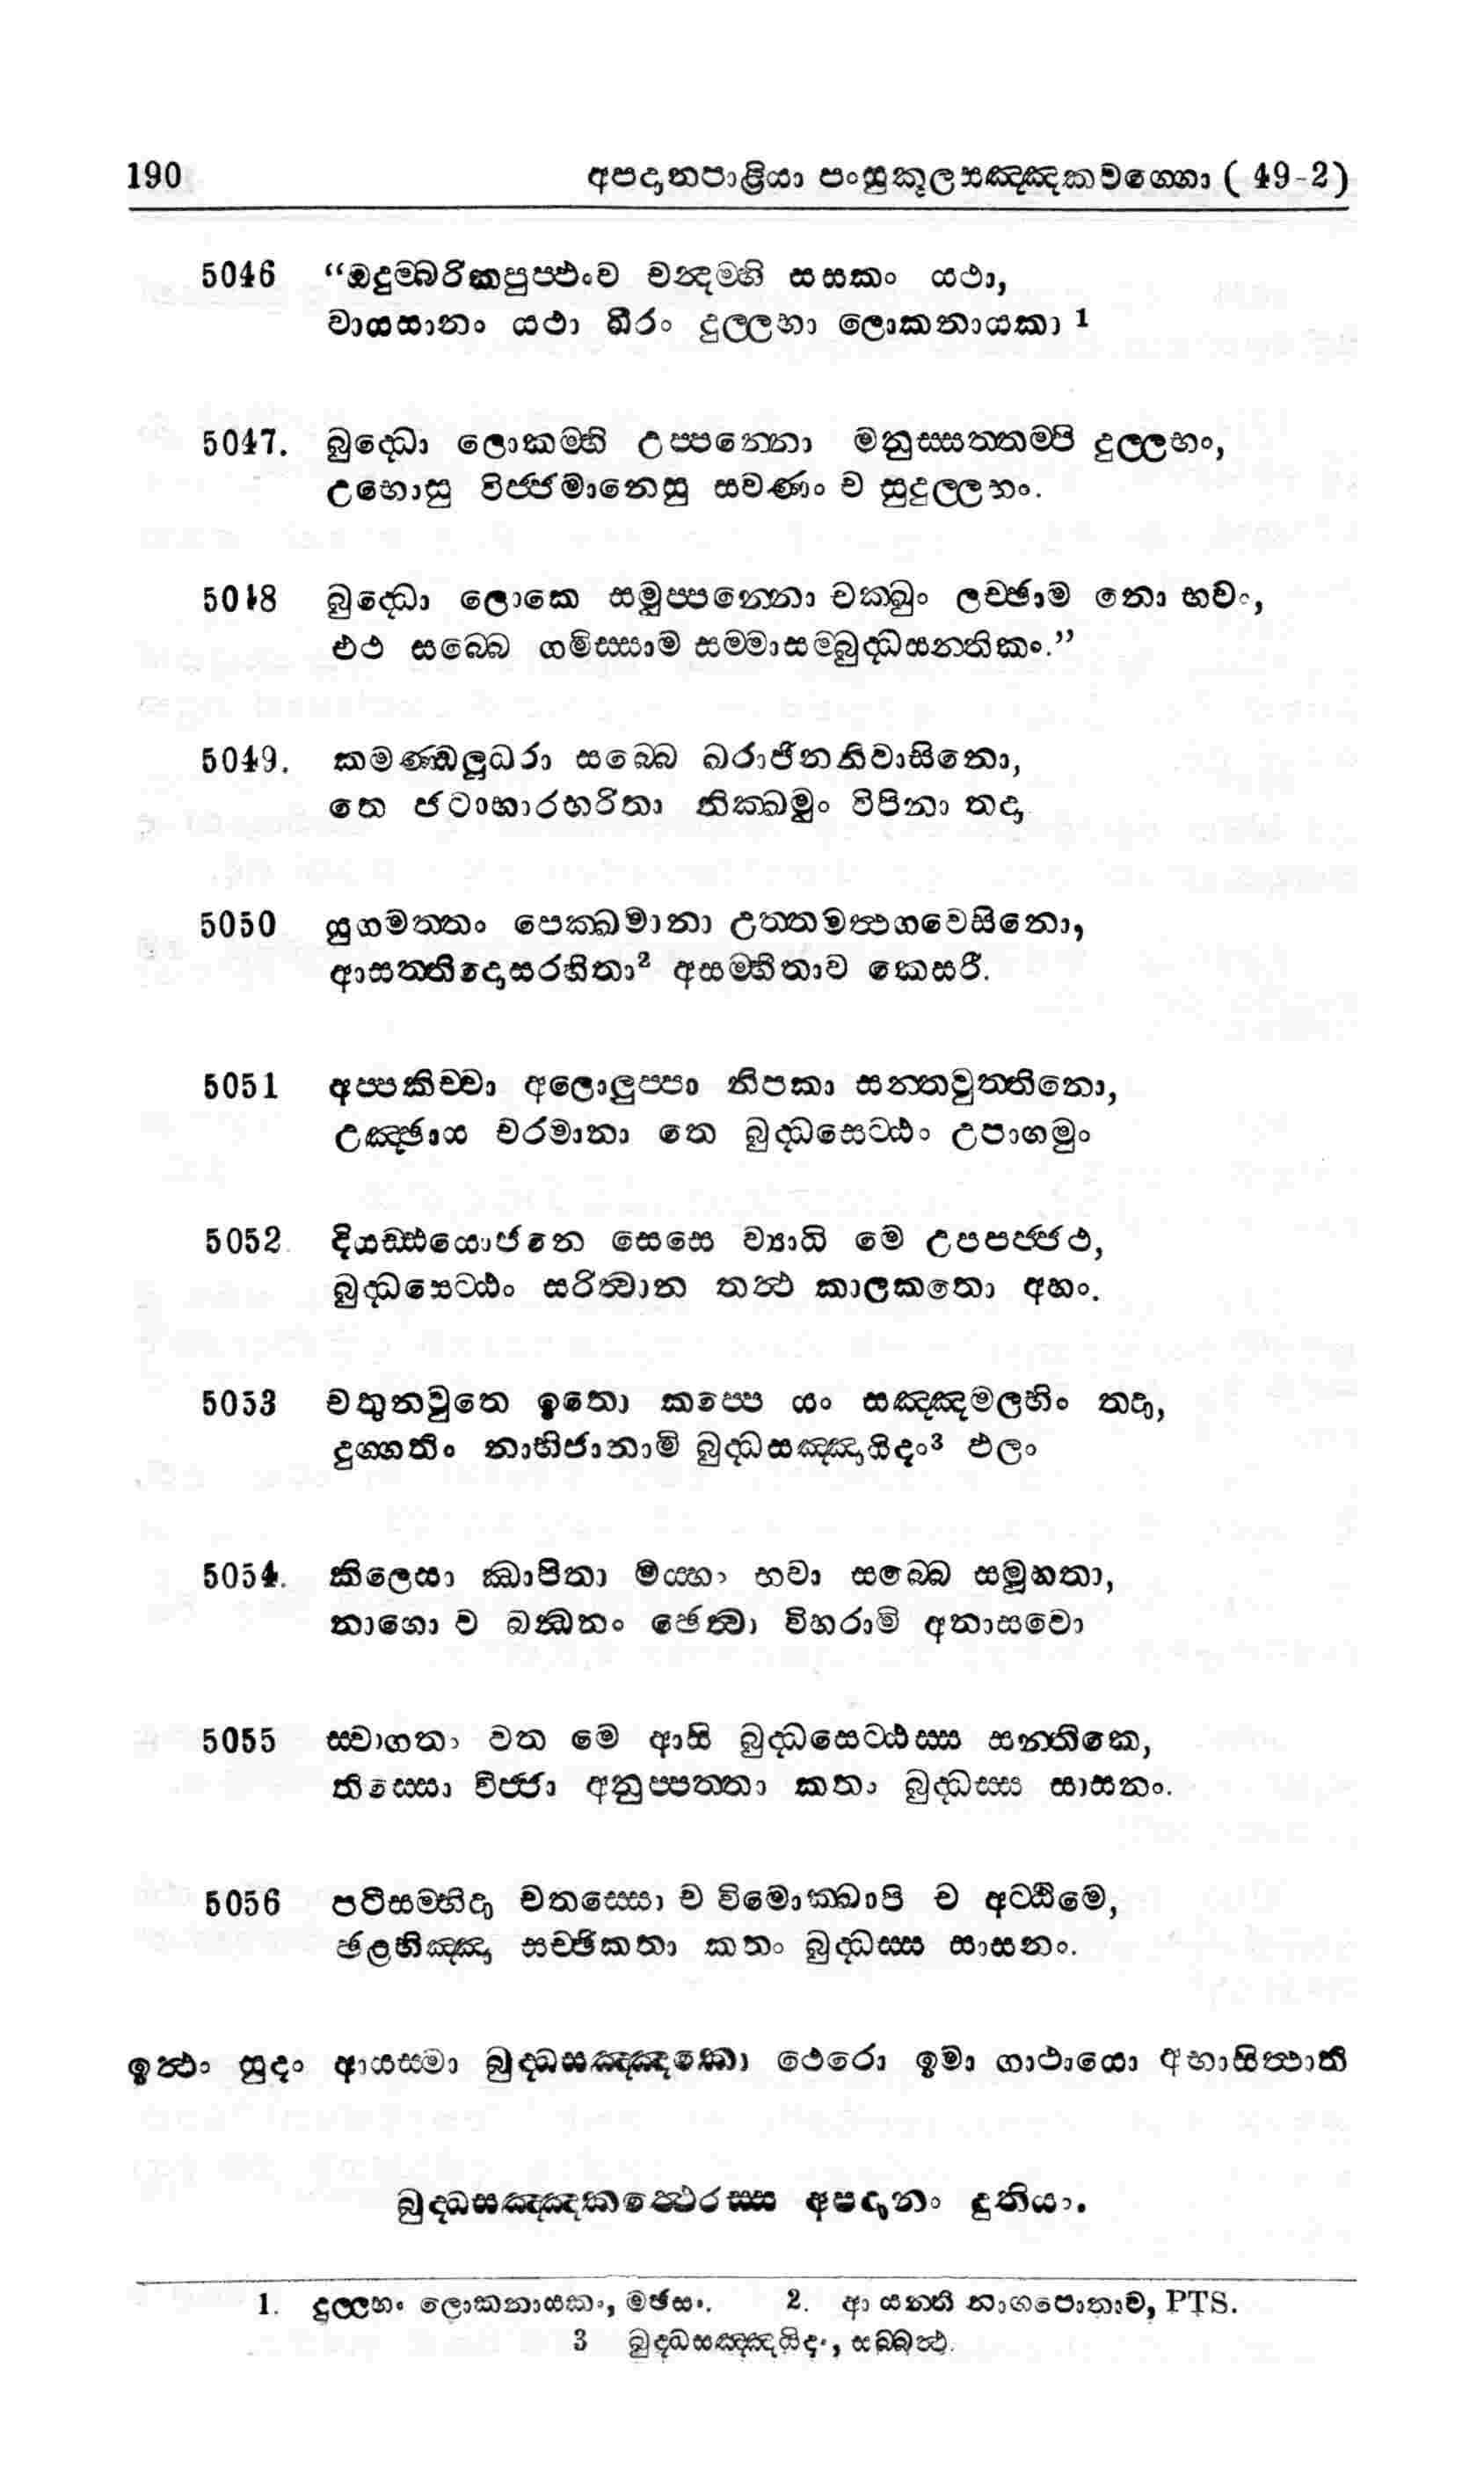 190 අපදානපාළියා පංසුකූලසඤ්ඤකවග්ගො ( 49-2)
5046 “ඔදුම්බරිකපුප්ඵංව චන්දම්හි සසකං යථා,
වායසානං යථා ඛීරං දුල්ලභා ලොකනායකා 1
5047. බුද්ධො ලොකම්හි උප්පන්නො මනුස්සත්තම්පි දුල්ලභං,
උභොසු විජ්ජමානෙසු සවණං ච සුදුල්ලභං.
5048 බුද්ධො ලොකෙ සමුප්පන්නො චක්ඛුං ලච්ඡාම නො භවං,
එථ සබ්බෙ ගමිස්සාම සම්මාසම්බුද්ධසන්තිකං.”
5049. කමණ්ඩලුධරා සබ්බෙ ඛරාජිනනිවාසිනො,
තෙ ජටාභාරභරිතා නික්ඛමුං විපිනා තදා
5050 යුගමත්තං පෙක්ඛමානා උත්තමත්ථගවෙසිනො,
ආසත්තිදොසරහිතා2 අසම්භීතාව කෙසරී.
5051 අප්පකිච්චා අලොලුප්පා නිපකා සන්තවුත්තිනො,
උඤ්ඡාය චරමානා තෙ බුද්ධසෙට්ඨං උපාගමුං
5052 දියඩ්ඪයොජනෙ සෙසෙ ව්‍යාධි මෙ උපපජ්ජථ,
බුද්ධසෙට්ඨං සරිත්වාන තත්ථ කාලකතො අහං.
5053 චතුනවුතෙ ඉතො කප්පෙ යං සඤ්ඤමලභිං තදා,
දුග්ගතිං නාභිජානාමි බුද්ධසඤ්ඤායිදං3 ඵලං
5054. කිලෙසා ඣාපිතා මය්හං භවා සබ්බෙ සමූහතා,
නාගො ව බන්ධනං ඡෙත්වා විහරාමි අනාසවො
5055 ස්වාගතං වත මෙ ආසි බුද්ධසෙට්ඨස්ස සන්තිකෙ,
තිස්සො විජ්ජා අනුප්පත්තා කතං බුද්ධස්ස සාසනං.
5056 පටිසම්භිදා චතස්සො ච විමොක්ඛාපි ච අට්ඨිමෙ,
ඡළභිඤ්ඤා සච්ඡිකතා කතං බුද්ධස්ස සාසනං.
ඉත්ථං සුදං ආයස්මා බුද්ධසඤ්ඤකො ථෙරො ඉමා ගාථායො අභාසිත්ථාති
බුද්ධසඤ්ඤකත්ථෙරස්ස අපදානං දුතියං.
1. දුල්ලභං ලොකනායකං, මඡසං. 2. ආ යන්ති නාගපොතාව, PTS.
3 බුද්ධසඤ්ඤයිදං, සබ්බත්ථ.